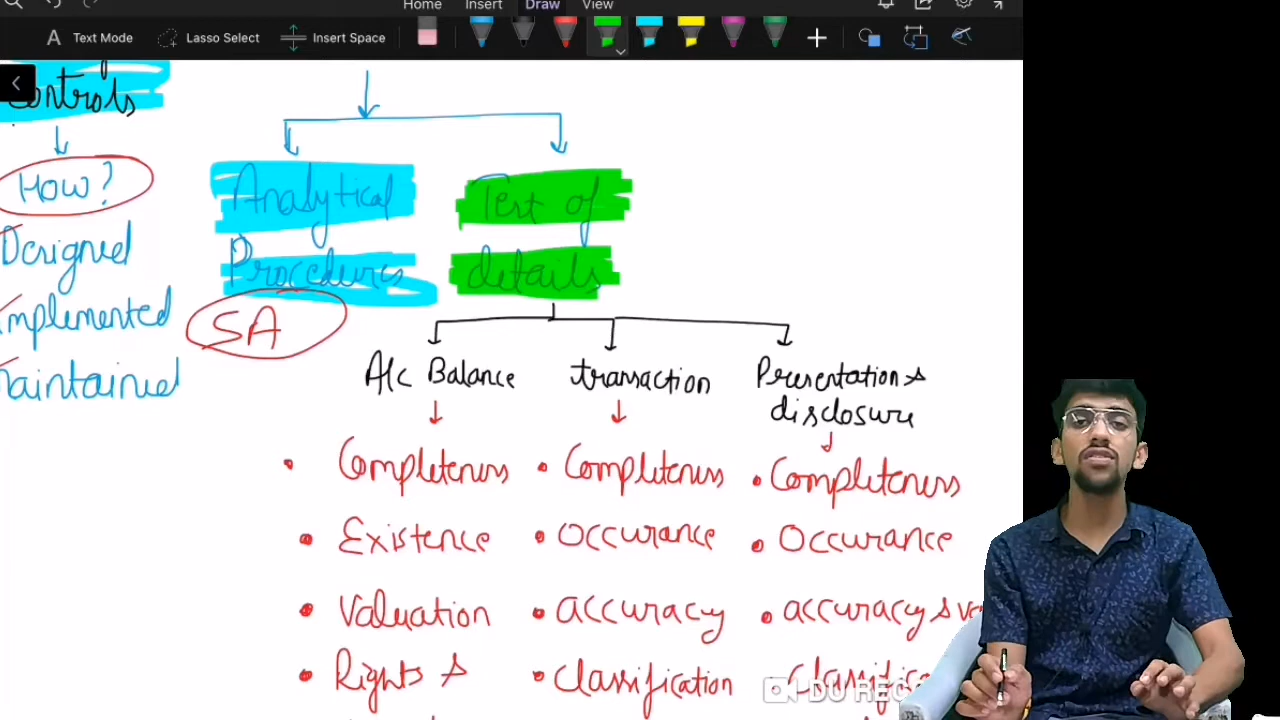 Home Insert Draw View
Text Mode Lasso Select Insert Space
Controls
How?
Designed
Implemented
Maintained
Analytical
Procedures
SA
Test of
details
A/c Balance transaction Presentation &
disclosure
Completeness Completeness Completeness
Existence Occurance Occurance
Valuation accuracy accuracy &
Rights & Classification